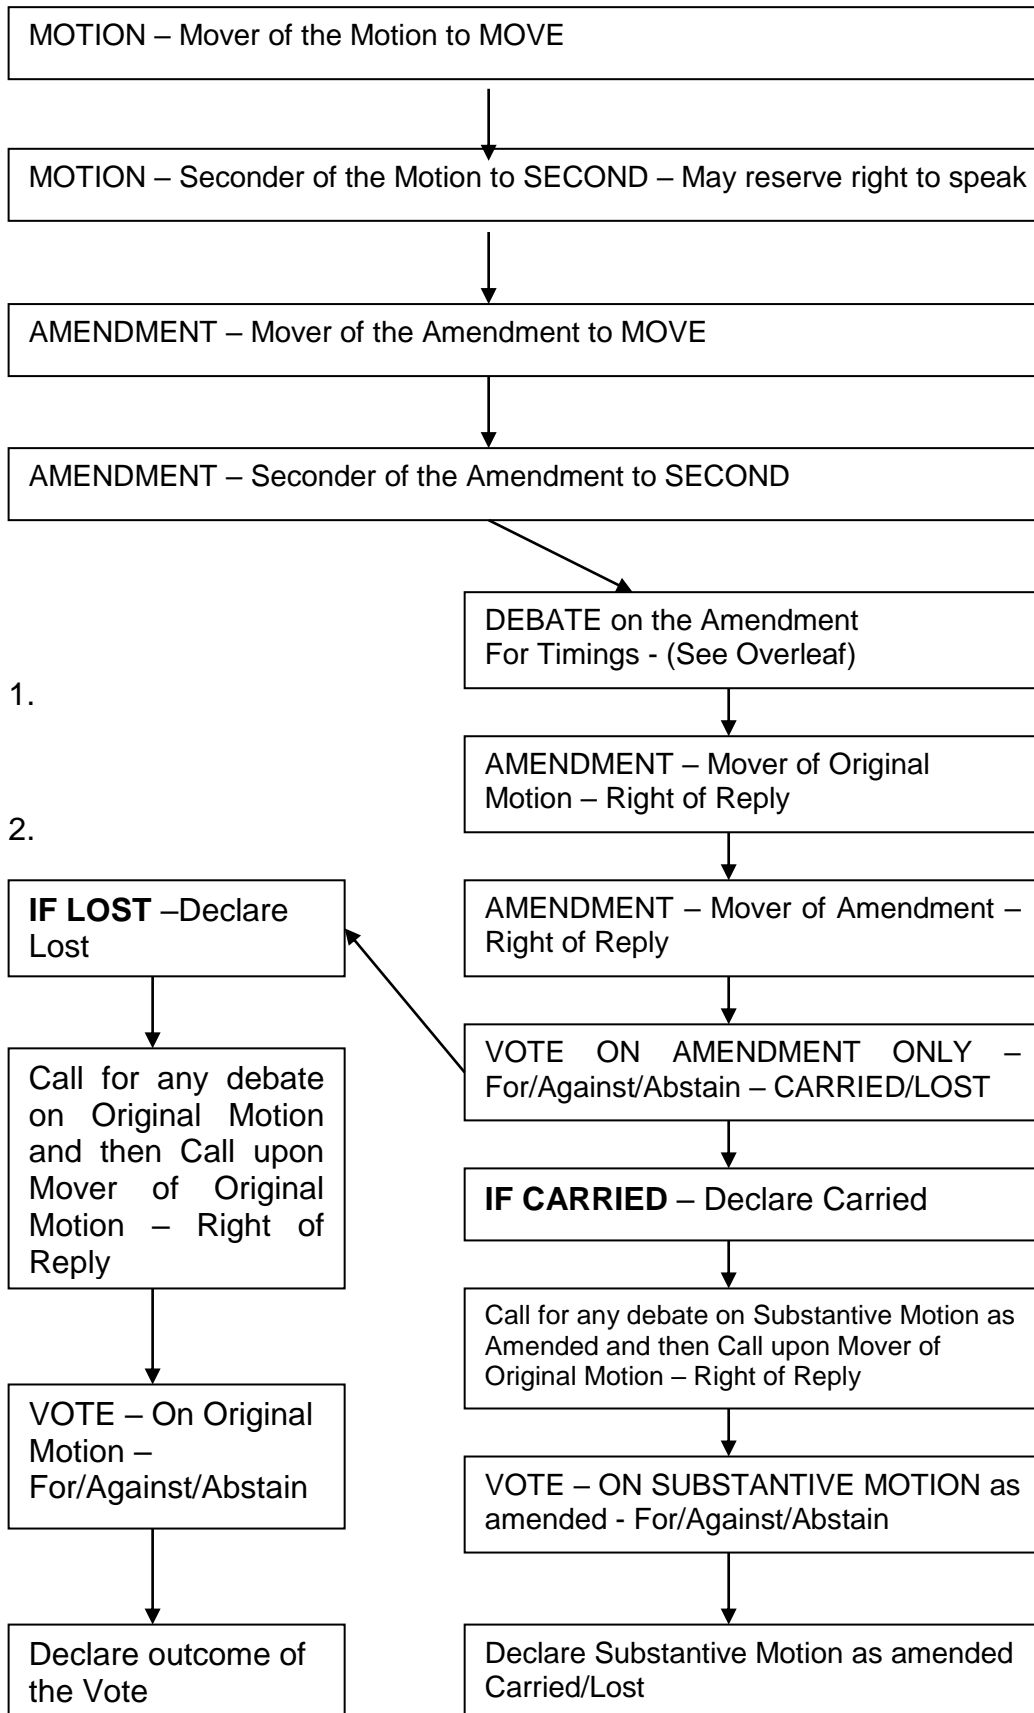 MOTION – Mover of the Motion to MOVE
MOTION – Seconder of the Motion to SECOND – May reserve right to speak
AMENDMENT – Mover of the Amendment to MOVE
AMENDMENT – Seconder of the Amendment to SECOND
DEBATE on the Amendment
For Timings - (See Overleaf)
1.
AMENDMENT – Mover of Original
Motion – Right of Reply
2.
IF LOST –Declare
Lost
AMENDMENT – Mover of Amendment –
Right of Reply
VOTE ON AMENDMENT ONLY –
For/Against/Abstain – CARRIED/LOST
Call for any debate
on Original Motion
and then Call upon
Mover of Original
Motion – Right of
Reply
IF CARRIED – Declare Carried
Call for any debate on Substantive Motion as
Amended and then Call upon Mover of
Original Motion – Right of Reply
VOTE – On Original
Motion –
For/Against/Abstain
VOTE – ON SUBSTANTIVE MOTION as
amended - For/Against/Abstain
Declare outcome of
the Vote
Declare Substantive Motion as amended
Carried/Lost